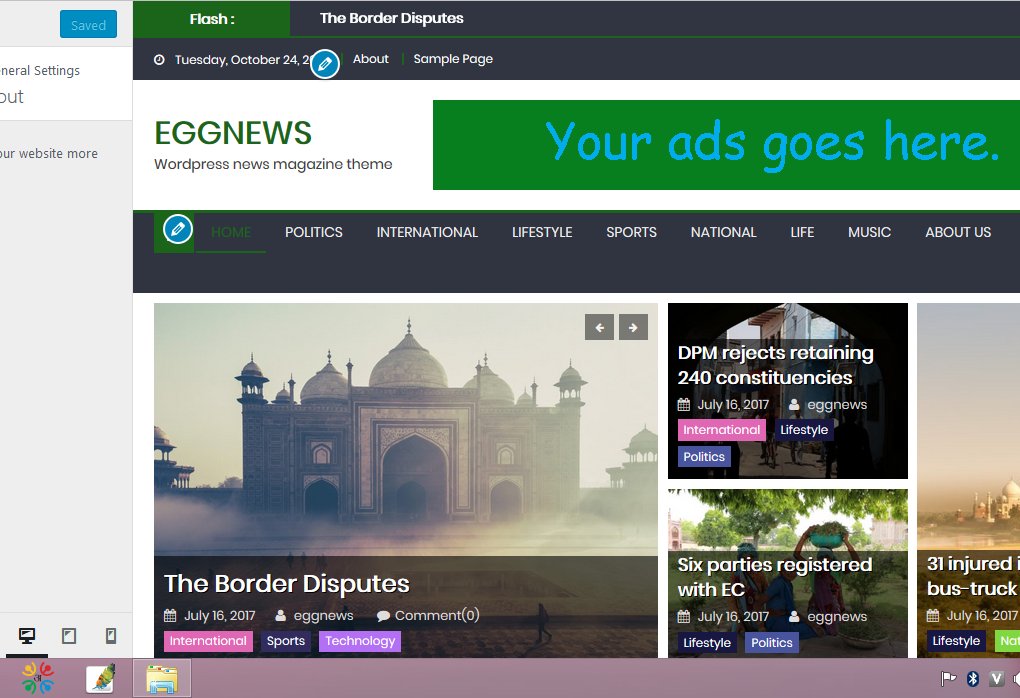 Saved
Flash :
The Border Disputes
Tuesday, October 24, 2
About
Sample Page
neral Settings
out
our website more
EGGNEWS
Wordpress news magazine theme
Your ads goes here.
HOME
POLITICS
INTERNATIONAL
LIFESTYLE
SPORTS
NATIONAL
LIFE
MUSIC
ABOUT US
The Border Disputes
July 16, 2017 eggnews Comment(0)
International Sports Technology
DPM rejects retaining
240 constituencies
July 16, 2017 eggnews
International Lifestyle
Politics
Six parties registered
with EC
July 16, 2017 eggnews
Lifestyle Politics
31 injured i
bus-truck
July 16, 2017
Lifestyle Nat
V